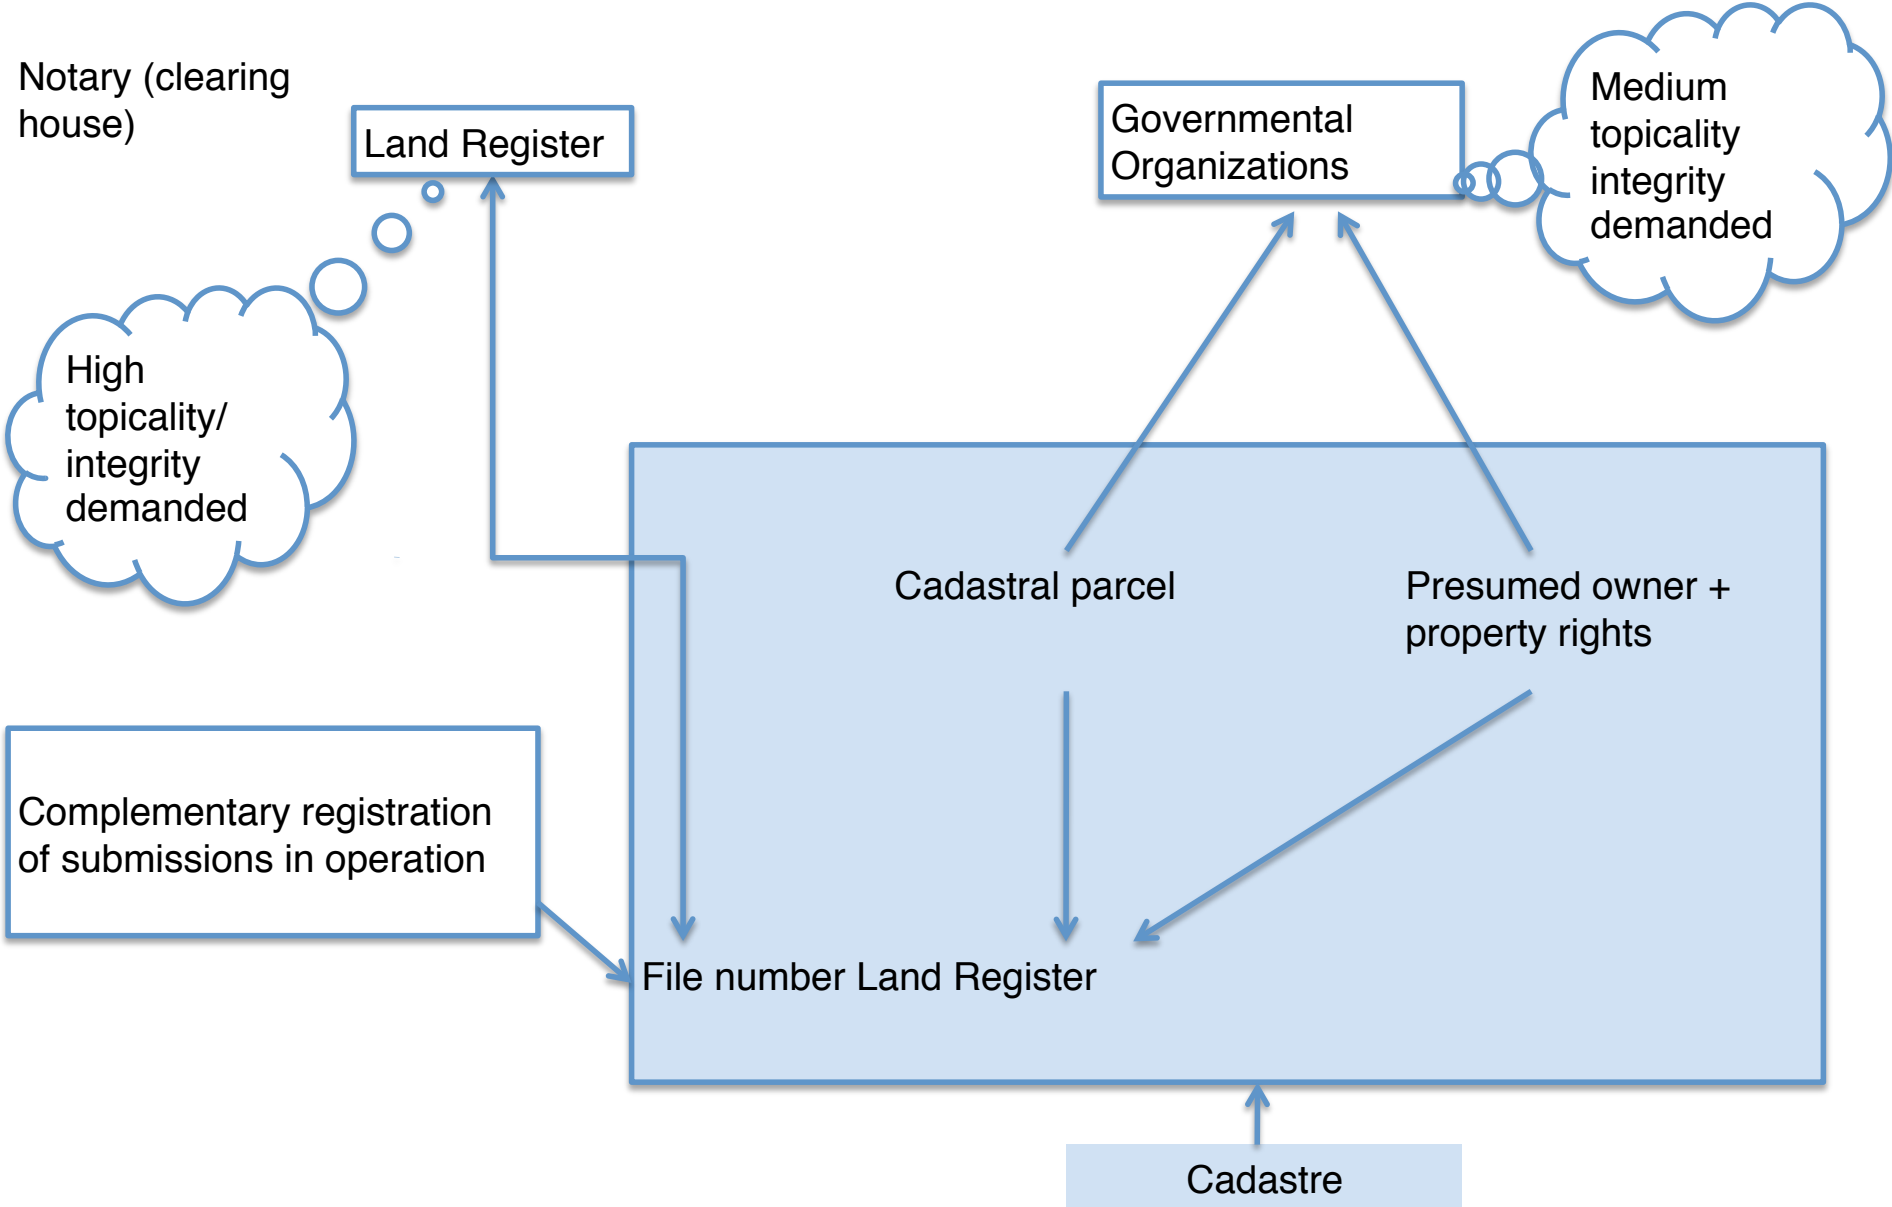 Notary (clearing
house)
Land Register
Governmental
Organizations
Medium
topicality
integrity
demanded
High
topicality/
integrity
demanded
Cadastral parcel
Presumed owner +
property rights
Complementary registration
of submissions in operation
File number Land Register
Cadastre